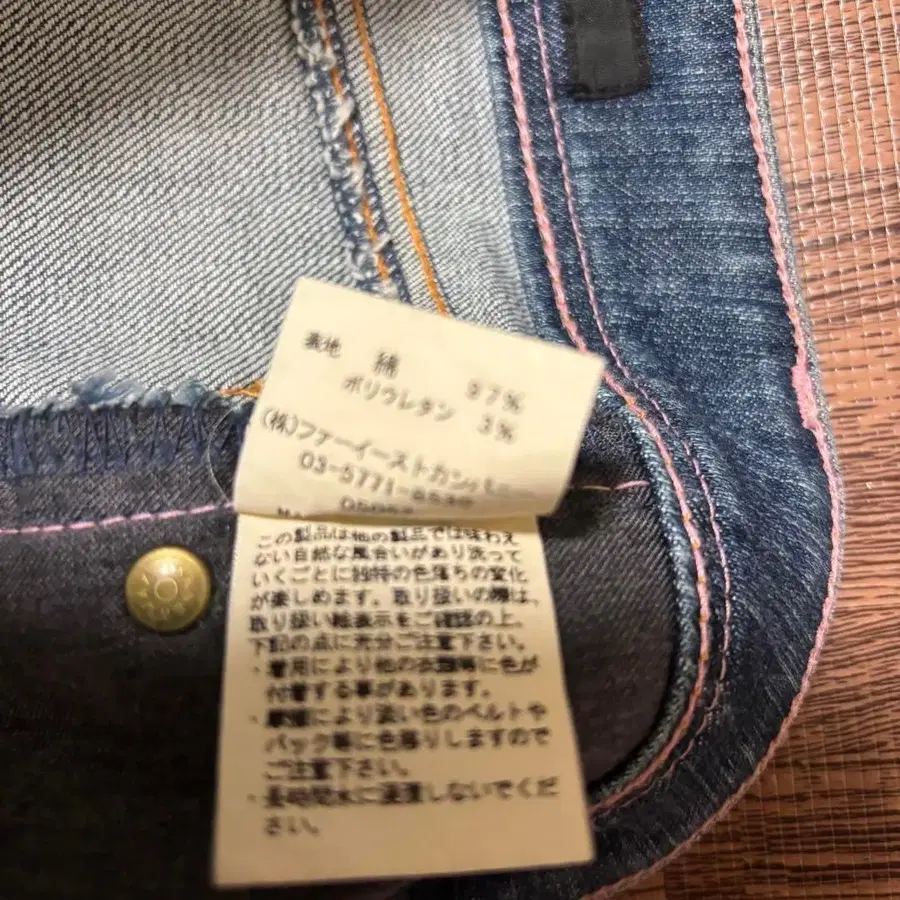 表地 綿 97%
ポリウレタン 3%
(株)ファーイーストカンパニー
03-5771-
この製品は他の製品では味わえ
ない自然な風合いがあり洗って
いくごとに独特の色落ちの変化
が楽しめます。取り扱いの際は、
取り扱い絵表示をご確認の上、
下記の点に充分ご注意下さい。
・着用により他の衣類等に色が
付着する事があります。
・摩擦により淡い色のベルトや
バック等に色移りしますので
ご注意下さい。
・長時間水に浸漬しないでくだ
さい。